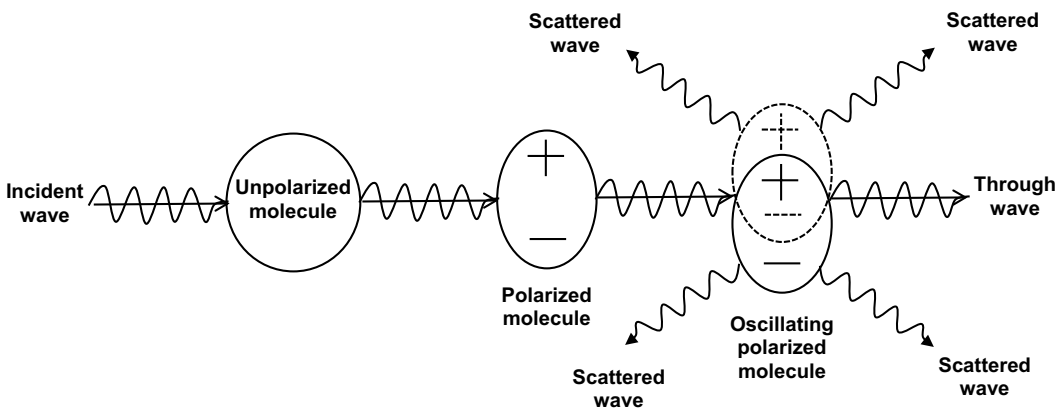 Scattered
wave
Scattered
wave
Incident
wave
Unpolarized
molecule
Through
wave
Polarized
molecule
Oscillating
polarized
molecule
Scattered
wave
Scattered
wave